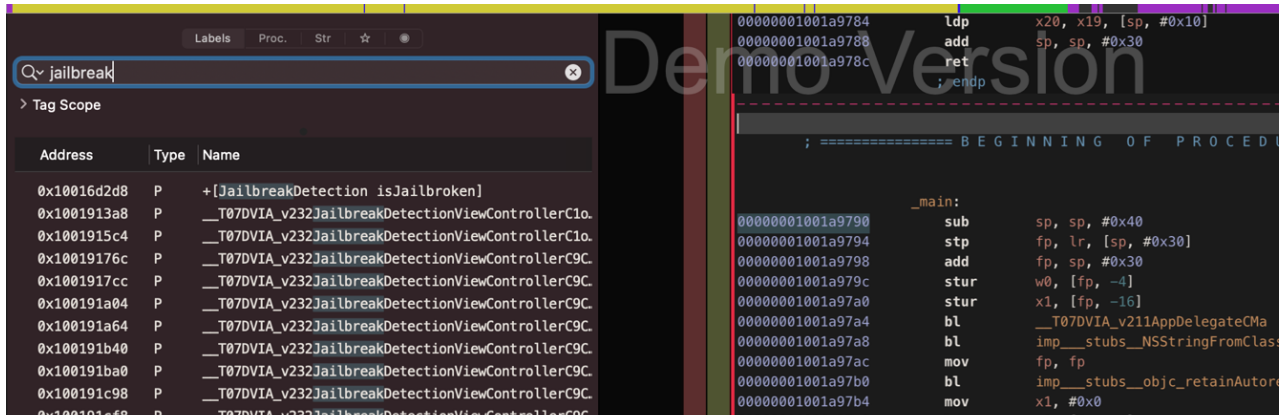 Labels Proc. Str
jailbreak
Tag Scope
Address Type Name
0x10016d2d8 P +[JailbreakDetection isJailbroken]
0x1001913a8 P __T07DVIA_v232JailbreakDetectionViewControllerC1o…
0x1001915c4 P __T07DVIA_v232JailbreakDetectionViewControllerC1o…
0x10019176c P __T07DVIA_v232JailbreakDetectionViewControllerC9C…
0x1001917cc P __T07DVIA_v232JailbreakDetectionViewControllerC9C…
0x100191a04 P __T07DVIA_v232JailbreakDetectionViewControllerC9C…
0x100191a64 P __T07DVIA_v232JailbreakDetectionViewControllerC9C…
0x100191b40 P __T07DVIA_v232JailbreakDetectionViewControllerC9C…
0x100191ba0 P __T07DVIA_v232JailbreakDetectionViewControllerC9C…
0x100191c98 P __T07DVIA_v232JailbreakDetectionViewControllerC9C…
Demo Version
00000001001a9784 ldp x20, x19, [sp, #0x10]
00000001001a9788 add sp, sp, #0x30
00000001001a978c ret
; endp
; ================ BEGINNING OF PROCEDU
_main:
00000001001a9790 sub sp, sp, #0x40
00000001001a9794 stp fp, lr, [sp, #0x30]
00000001001a9798 add fp, sp, #0x30
00000001001a979c stur w0, [fp, -4]
00000001001a97a0 stur x1, [fp, -16]
00000001001a97a4 bl __T07DVIA_v211AppDelegateCMa
00000001001a97a8 bl imp___stubs__NSStringFromClass
00000001001a97ac mov fp, fp
00000001001a97b0 bl imp___stubs__objc_retainAutore
00000001001a97b4 mov x1, #0x0